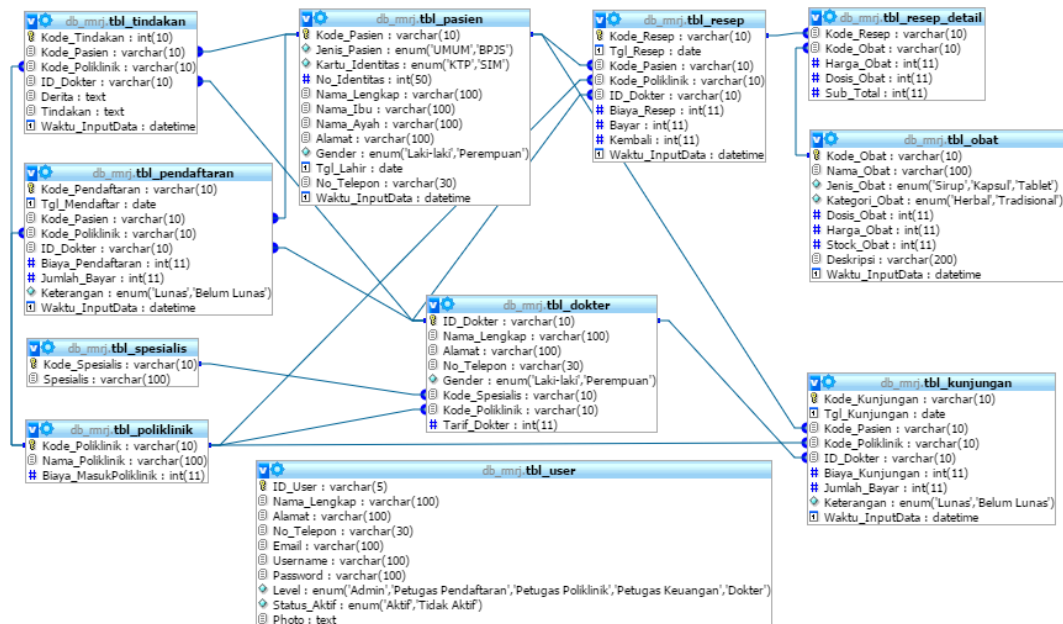 db_rmrj.tbl_tindakan
Kode_Tindakan : int(10)
Kode_Pasien : varchar(10)
Kode_Poliklinik : varchar(10)
ID_Dokter : varchar(10)
Derita : text
Tindakan : text
Waktu_InputData : datetime
db_rmrj.tbl_pasien
Kode_Pasien : varchar(10)
Jenis_Pasien : enum('UMUM','BPJS')
Kartu_Identitas : enum('KTP','SIM')
# No_Identitas : int(50)
Nama_Lengkap : varchar(100)
Nama_Ibu : varchar(100)
Nama_Ayah : varchar(100)
Alamat : varchar(100)
Gender : enum('Laki-laki','Perempuan')
Tgl_Lahir : date
No_Telepon : varchar(30)
Waktu_InputData : datetime
db_rmrj.tbl_resep
Kode_Resep : varchar(10)
Tgl_Resep : date
Kode_Pasien : varchar(10)
Kode_Poliklinik : varchar(10)
ID_Dokter : varchar(10)
# Biaya_Resep : int(11)
# Bayar : int(11)
# Kembali : int(11)
Waktu_InputData : datetime
db_rmrj.tbl_resep_detail
Kode_Resep : varchar(10)
Kode_Obat : varchar(10)
# Harga_Obat : int(11)
# Dosis_Obat : int(11)
# Sub_Total : int(11)
db_rmrj.tbl_obat
Kode_Obat : varchar(10)
Nama_Obat : varchar(100)
Jenis_Obat : enum('Sirup','Kapsul','Tablet')
Kategori_Obat : enum('Herbal','Tradisional')
# Dosis_Obat : int(11)
# Harga_Obat : int(11)
# Stock_Obat : int(11)
Deskripsi : varchar(200)
Waktu_InputData : datetime
db_rmrj.tbl_pendaftaran
Kode_Pendaftaran : varchar(10)
Tgl_Mendaftar : date
Kode_Pasien : varchar(10)
Kode_Poliklinik : varchar(10)
ID_Dokter : varchar(10)
# Biaya_Pendaftaran : int(11)
# Jumlah_Bayar : int(11)
Keterangan : enum('Lunas','Belum Lunas')
Waktu_InputData : datetime
db_rmrj.tbl_dokter
ID_Dokter : varchar(10)
Nama_Lengkap : varchar(100)
Alamat : varchar(100)
No_Telepon : varchar(30)
Gender : enum('Laki-laki','Perempuan')
Kode_Spesialis : varchar(10)
Kode_Poliklinik : varchar(10)
# Tarif_Dokter : int(11)
db_rmrj.tbl_spesialis
Kode_Spesialis : varchar(10)
Spesialis : varchar(100)
db_rmrj.tbl_poliklinik
Kode_Poliklinik : varchar(10)
Nama_Poliklinik : varchar(100)
# Biaya_MasukPoliklinik : int(11)
db_rmrj.tbl_kunjungan
Kode_Kunjungan : varchar(10)
Tgl_Kunjungan : date
Kode_Pasien : varchar(10)
Kode_Poliklinik : varchar(10)
ID_Dokter : varchar(10)
# Biaya_Kunjungan : int(11)
# Jumlah_Bayar : int(11)
Keterangan : enum('Lunas','Belum Lunas')
Waktu_InputData : datetime
db_rmrj.tbl_user
ID_User : varchar(5)
Nama_Lengkap : varchar(100)
Alamat : varchar(100)
No_Telepon : varchar(30)
Email : varchar(100)
Username : varchar(100)
Password : varchar(100)
Level : enum('Admin','Petugas Pendaftaran','Petugas Poliklinik','Petugas Keuangan','Dokter')
Status_Aktif : enum('Aktif','Tidak Aktif')
Photo : text